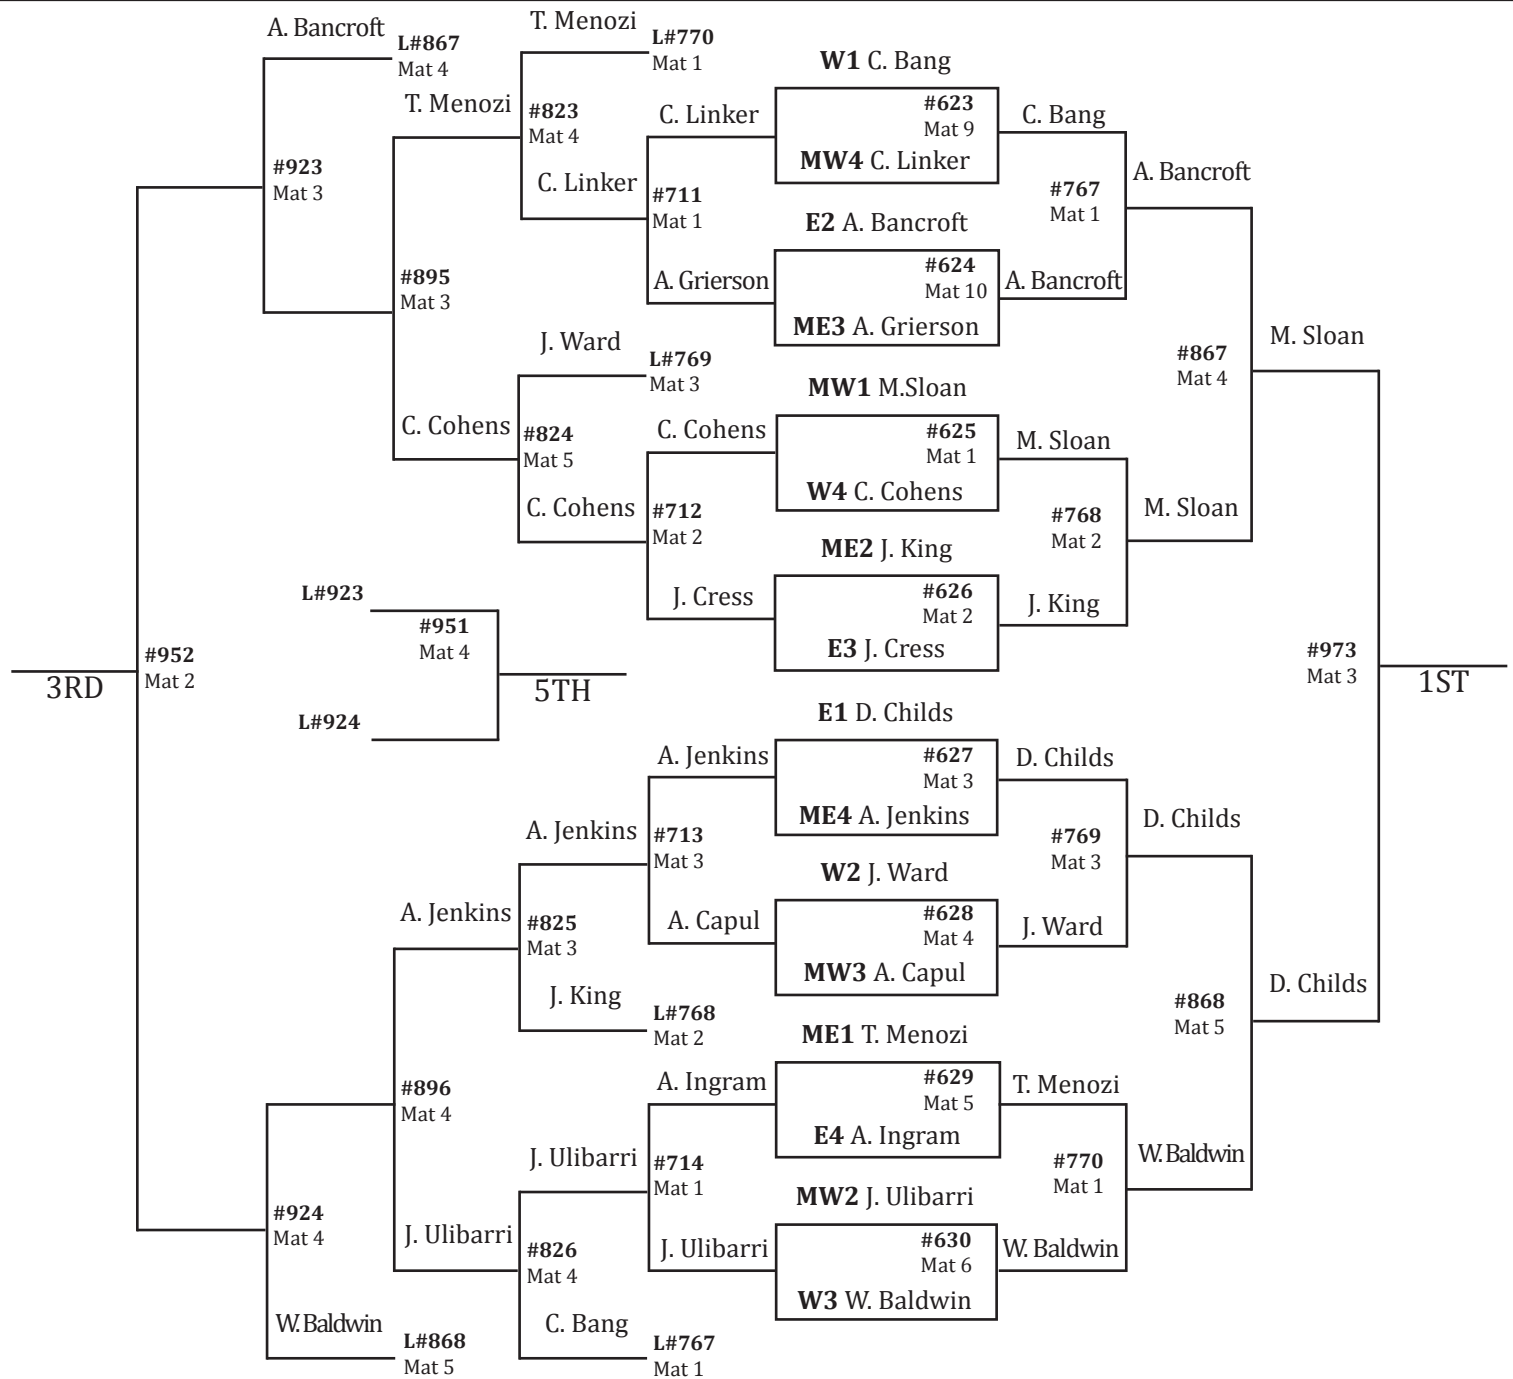 A. Bancroft
L#867
Mat 4
T. Menozi
L#770
Mat 1
W1 C. Bang
T. Menozi
#823
Mat 4
C. Linker
#623
Mat 9
C. Bang
MW4 C. Linker
#923
Mat 3
C. Linker
#711
Mat 1
#767
Mat 1
A. Bancroft
E2 A. Bancroft
#895
Mat 3
A. Grierson
#624
Mat 10
A. Bancroft
ME3 A. Grierson
J. Ward
L#769
Mat 3
#867
Mat 4
M. Sloan
MW1 M.Sloan
C. Cohens
#824
Mat 5
C. Cohens
#625
Mat 1
M. Sloan
W4 C. Cohens
C. Cohens
#712
Mat 2
#768
Mat 2
M. Sloan
ME2 J. King
L#923
#951
Mat 4
J. Cress
#626
Mat 2
J. King
E3 J. Cress
3RD
#952
Mat 2
5TH
#973
Mat 3
1ST
L#924
E1 D. Childs
A. Jenkins
#627
Mat 3
D. Childs
ME4 A. Jenkins
A. Jenkins
#713
Mat 3
#769
Mat 3
D. Childs
W2 J. Ward
A. Jenkins
#825
Mat 3
A. Capul
#628
Mat 4
J. Ward
MW3 A. Capul
J. King
L#768
Mat 2
#868
Mat 5
D. Childs
ME1 T. Menozi
#896
Mat 4
A. Ingram
#629
Mat 5
T. Menozi
E4 A. Ingram
J. Ulibarri
#714
Mat 1
#770
Mat 1
W. Baldwin
MW2 J. Ulibarri
#924
Mat 4
J. Ulibarri
#826
Mat 4
J. Ulibarri
#630
Mat 6
W. Baldwin
W3 W. Baldwin
W. Baldwin
L#868
Mat 5
C. Bang
L#767
Mat 1